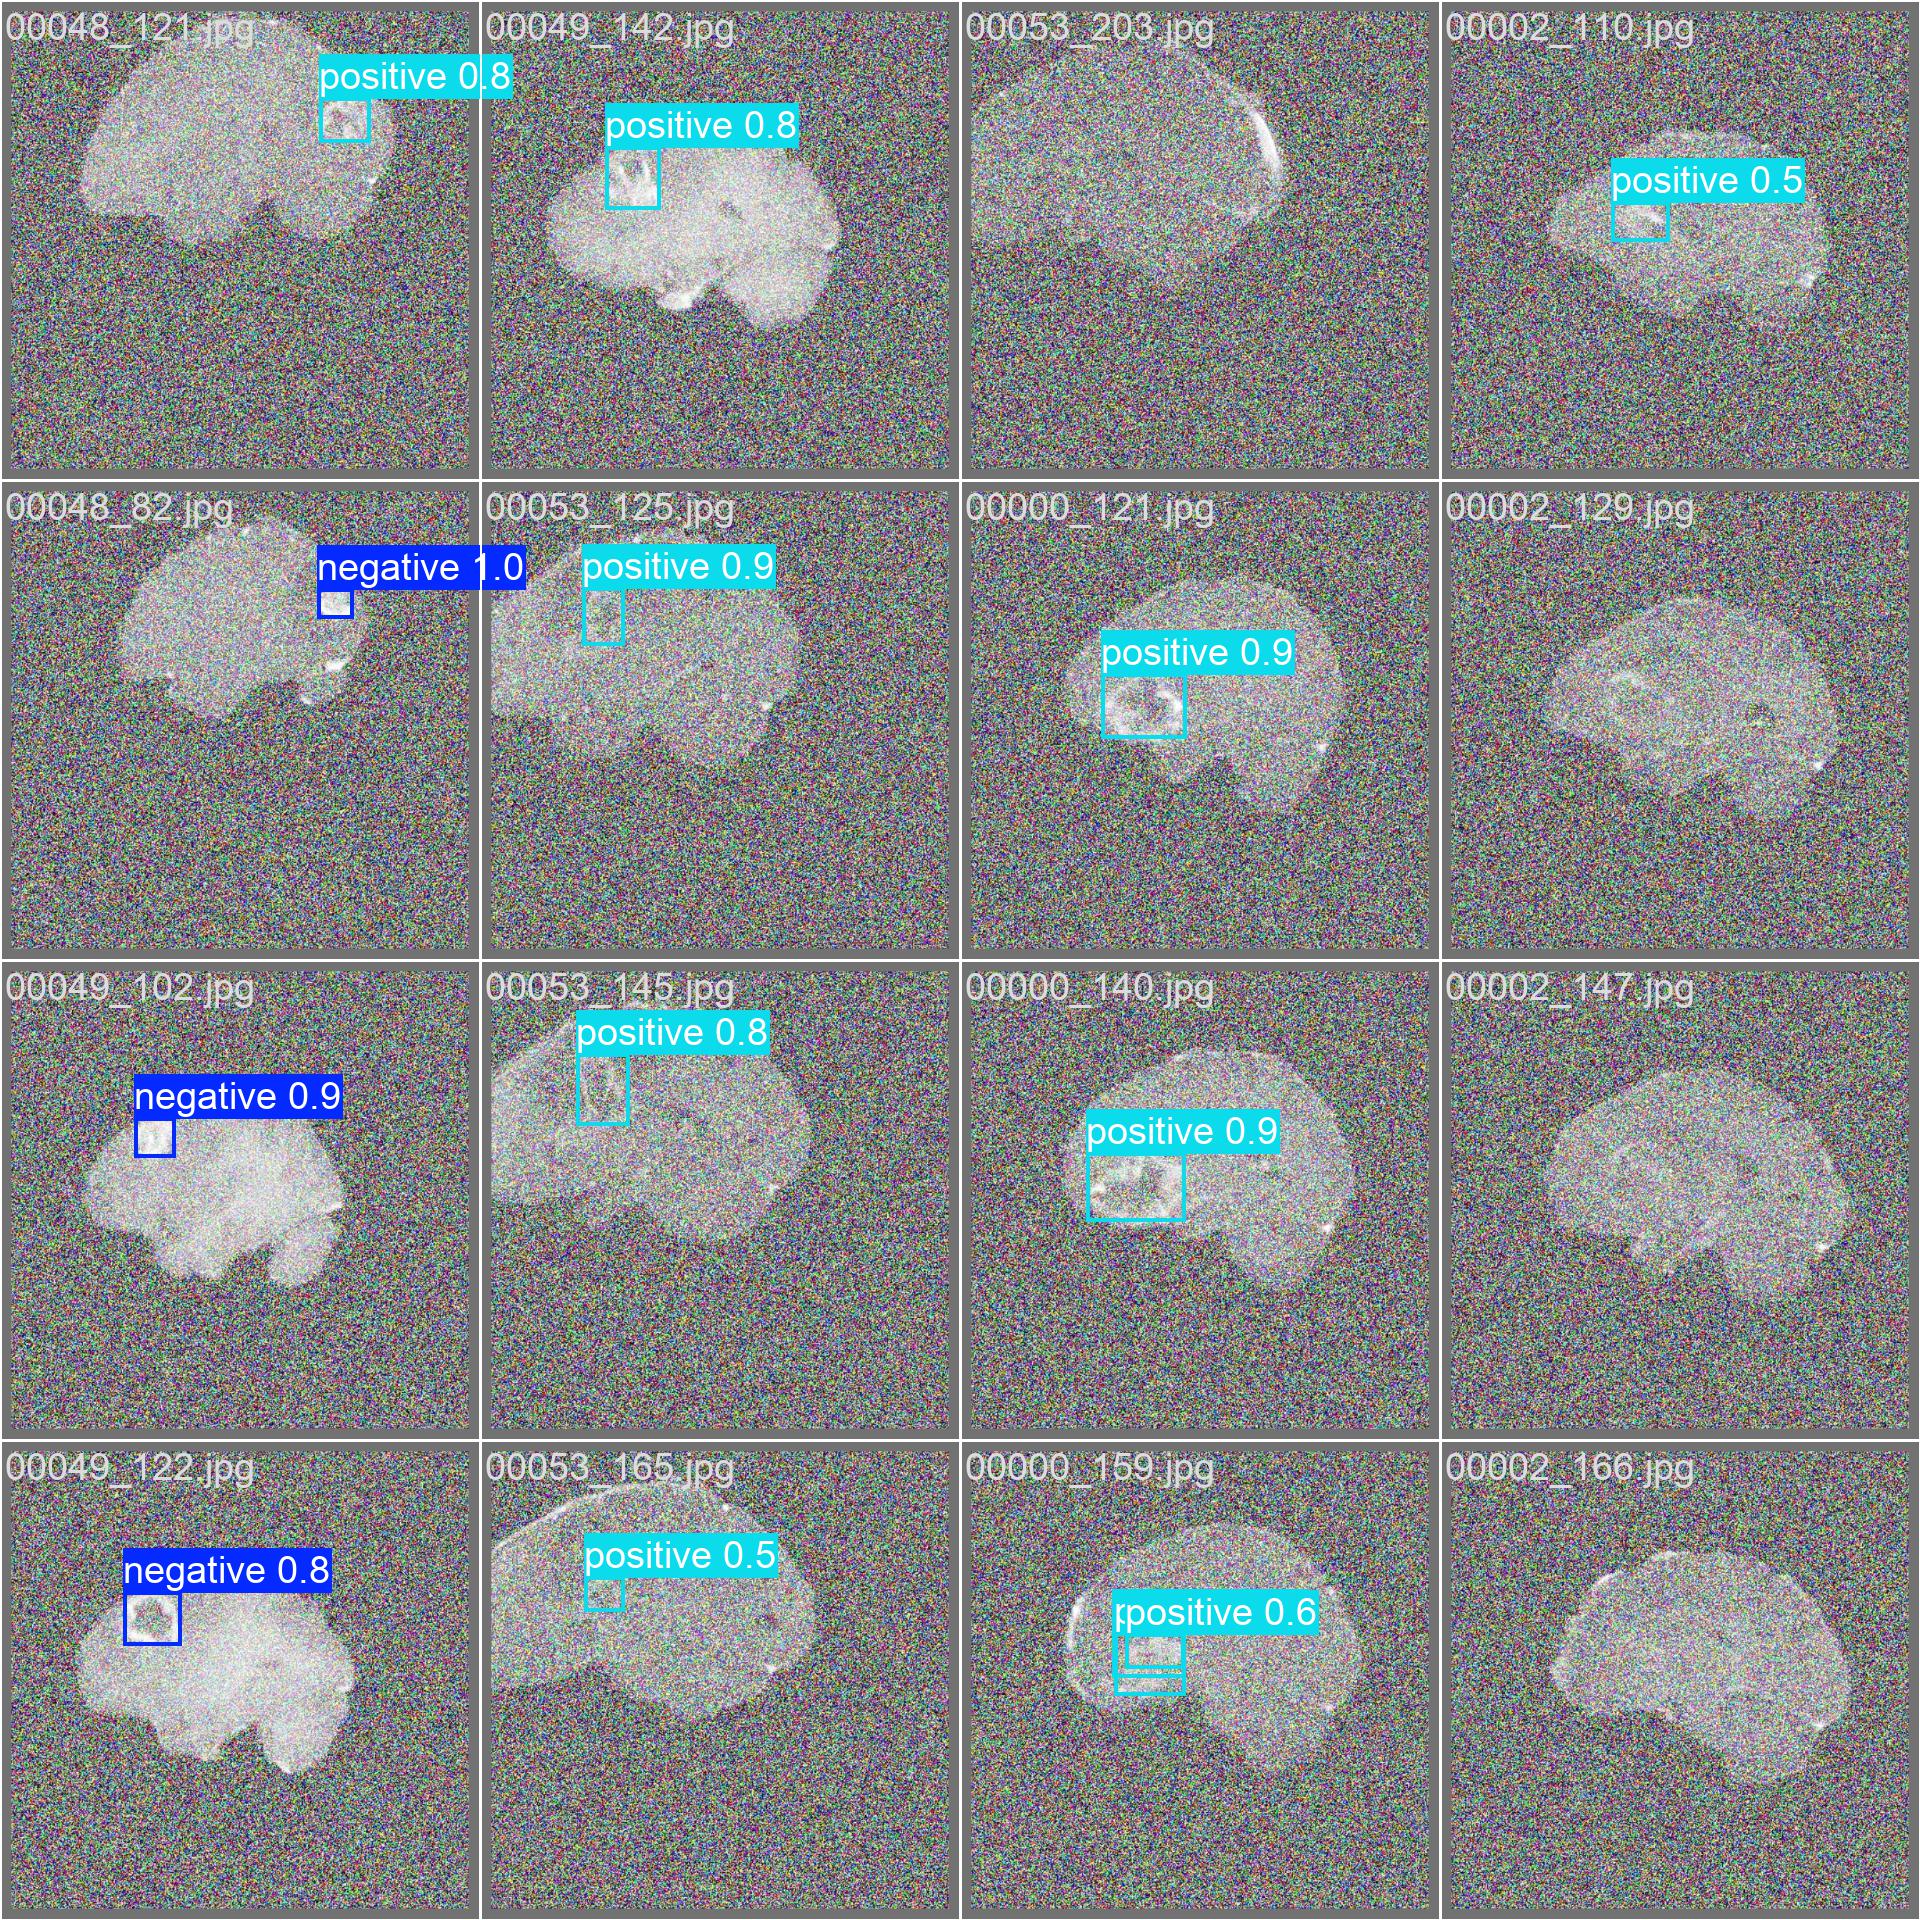 00048_121.jpg
positive 0.8
00049_142.jpg
positive 0.8
00053_203.jpg
00002_110.jpg
positive 0.5
00048_82.jpg
negative 1.0
00053_125.jpg
positive 0.9
00000_121.jpg
positive 0.9
00002_129.jpg
00049_102.jpg
negative 0.9
00053_145.jpg
positive 0.8
00000_140.jpg
positive 0.9
00002_147.jpg
00049_122.jpg
negative 0.8
00053_165.jpg
positive 0.5
00000_159.jpg
positive 0.6
00002_166.jpg